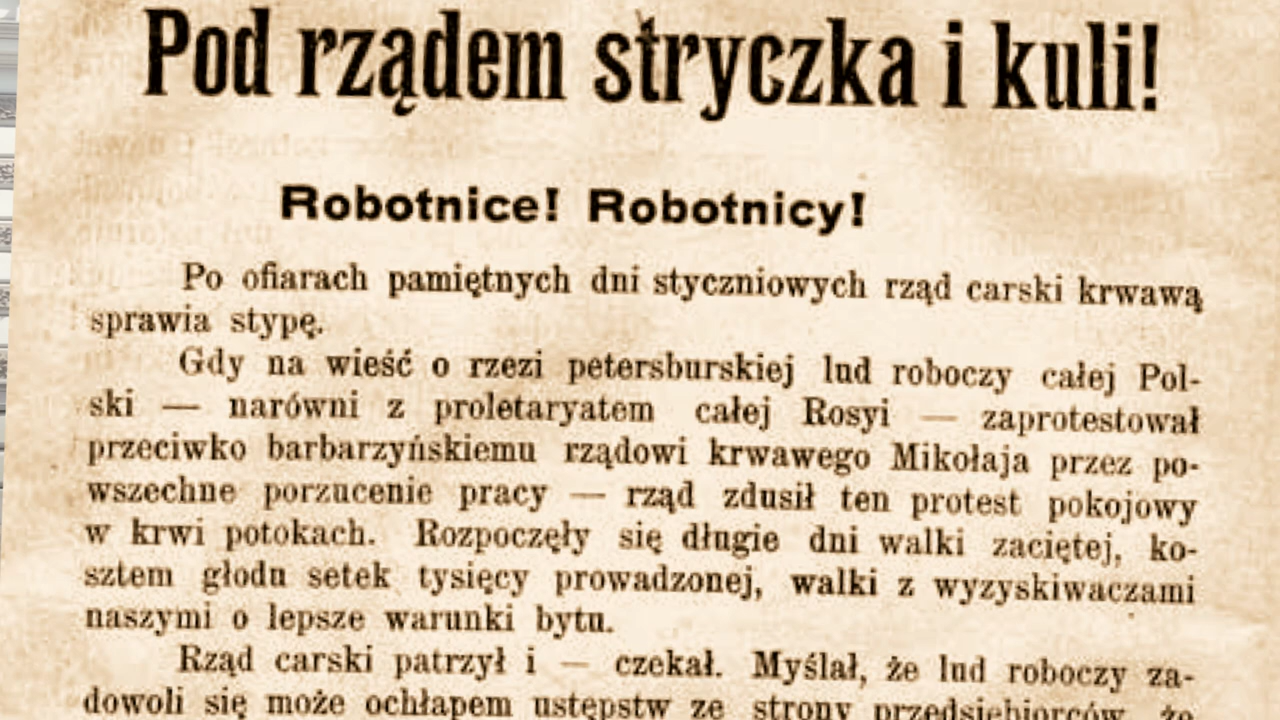 Pod rządem stryczka i kuli!
Robotnice! Robotnicy!
Po ofiarach pamiętnych dni styczniowych rząd carski krwawą
sprawia stypę.
Gdy na wieść o rzezi petersburskiej lud roboczy całej Pol-
ski — narówni z proletaryatem całej Rosyi — zaprotestował
przeciwko barbarzyńskiemu rządowi krwawego Mikołaja przez po-
wszechne porzucenie pracy — rząd zdusił ten protest pokojowy
w krwi potokach. Rozpoczęły się długie dni walki zaciętej, ko-
sztem głodu setek tysięcy prowadzonej, walki z wyzyskiwaczami
naszymi o lepsze warunki bytu.
Rząd carski patrzył i — czekał. Myślał, że lud roboczy za-
dowoli się może ochłapem ustępstw ze strony przedsiębiorców, że